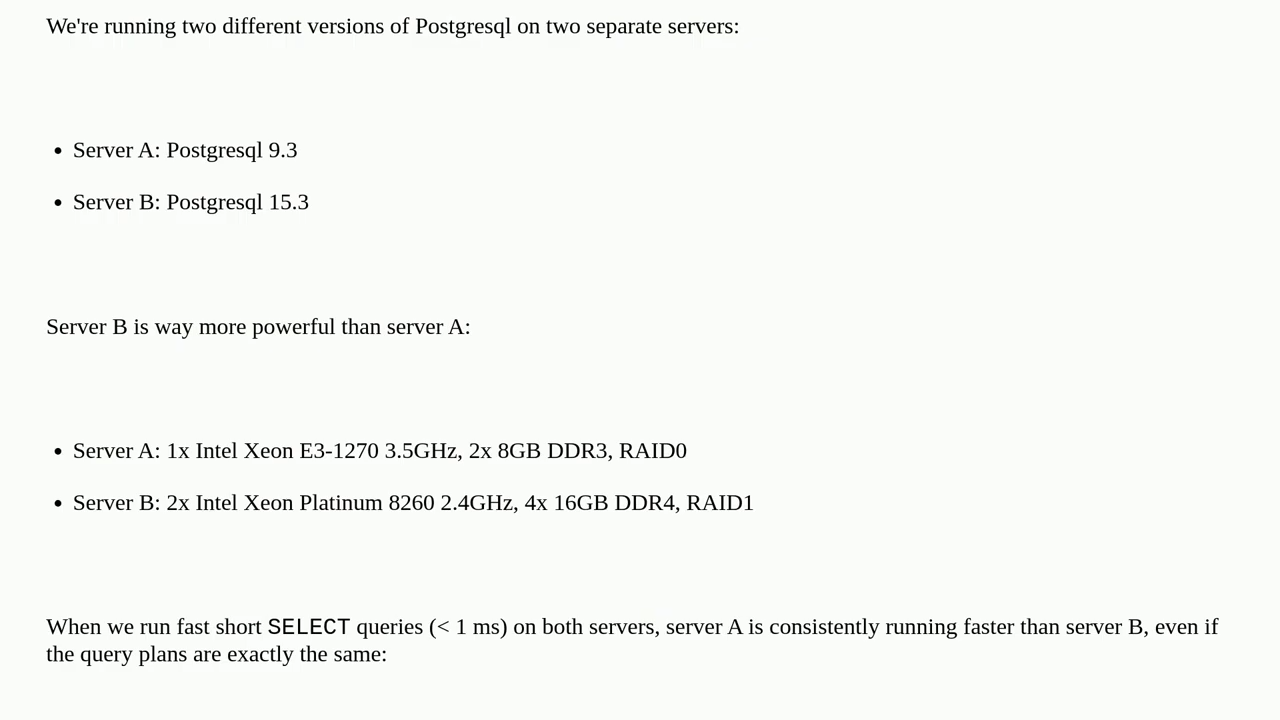 We're running two different versions of Postgresql on two separate servers:
• Server A: Postgresql 9.3
• Server B: Postgresql 15.3
Server B is way more powerful than server A:
• Server A: 1x Intel Xeon E3-1270 3.5GHz, 2x 8GB DDR3, RAID0
• Server B: 2x Intel Xeon Platinum 8260 2.4GHz, 4x 16GB DDR4, RAID1
When we run fast short SELECT queries (< 1 ms) on both servers, server A is consistently running faster than server B, even if
the query plans are exactly the same: